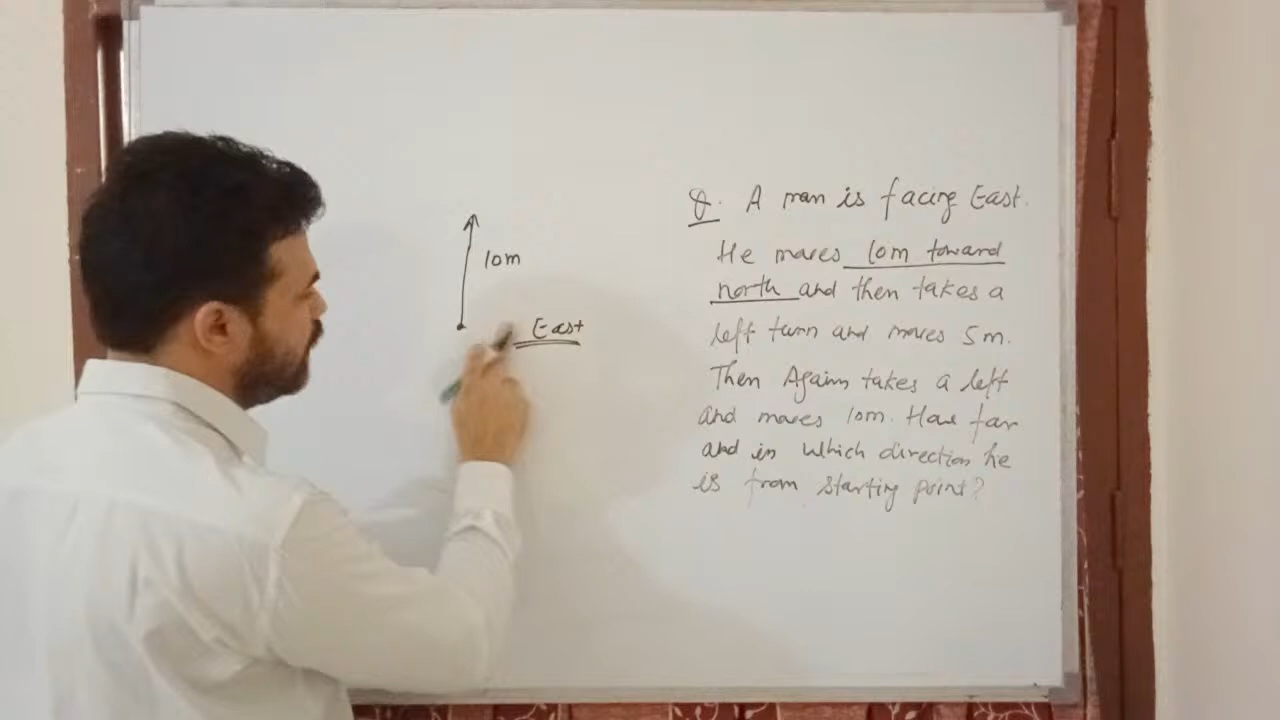 10m
East
Q. A man is facing East.
He moves 10m toward
north and then takes a
left turn and moves 5m.
Then Again takes a left
and moves 10m. How far
and in which direction he
is from starting point?